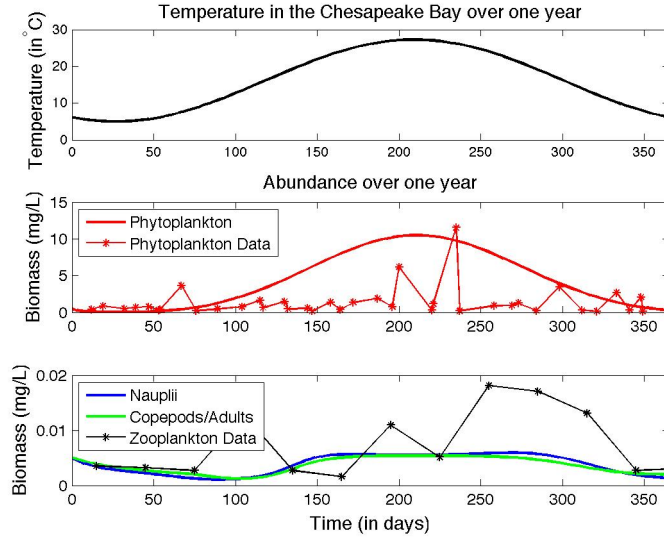 Temperature in the Chesapeake Bay over one year
Temperature (in°C)
30
20
10
0
0 50 100 150 200 250 300 350
Abundance over one year
Biomass (mg/L)
15
10
5
0
Phytoplankton
Phytoplankton Data
0 50 100 150 200 250 300 350
Biomass (mg/L)
0.02
0.01
0
Nauplii
Copepods/Adults
Zooplankton Data
0 50 100 150 200 250 300 350
Time (in days)